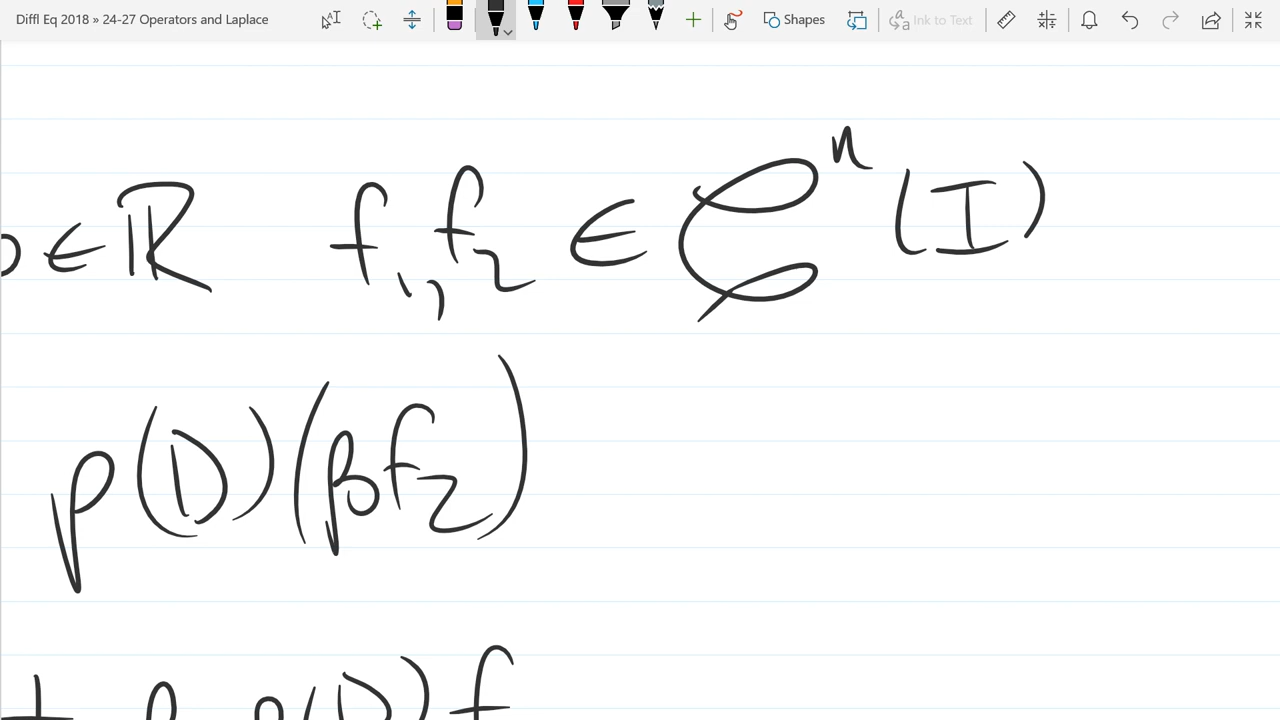 Diffl Eq 2018 » 24-27 Operators and Laplace
Shapes
Ink to Text
∈ ℝ f₁, f₂ ∈ 𝒞ⁿ (I)
p(D)(βf₂)
+ β p(D) f